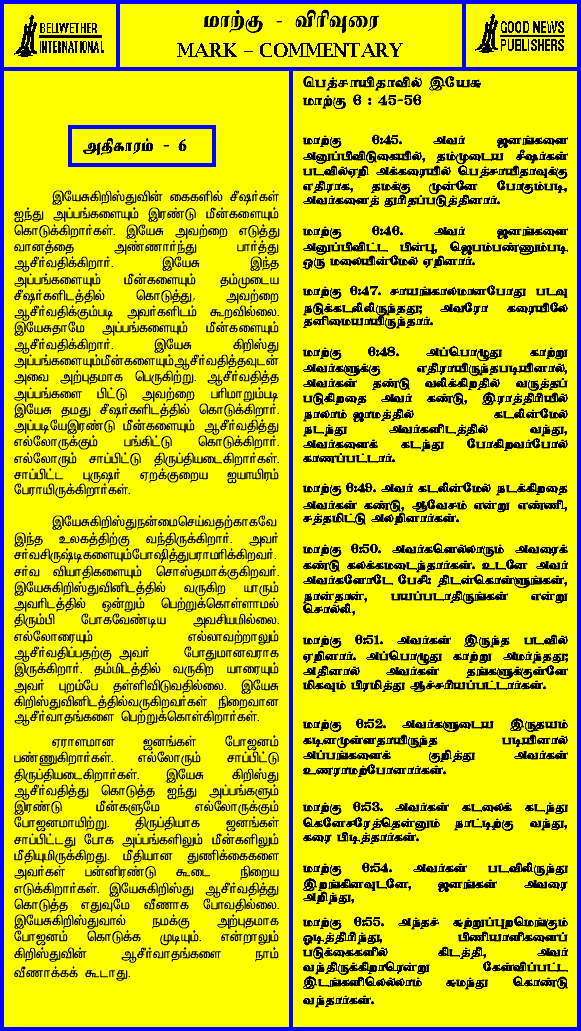 BELWETHER
INTERNATIONAL
மாற்கு - விரிவுரை
MARK – COMMENTARY
GOOD NEWS
PUBLISHERS
அதிகாரம் - 6
இயேசுகிறிஸ்துவின் கைகளில் சீஷர்கள்
ஐந்து அப்பங்களையும் இரண்டு மீன்களையும்
கொடுக்கிறார்கள். இயேசு அவற்றை எடுத்து
வானத்தை அண்ணார்ந்து பார்த்து
ஆசீர்வதிக்கிறார். இயேசு இந்த
அப்பங்களையும் மீன்களையும் தம்முடைய
சீஷர்களிடத்தில் கொடுத்து, அவற்றை
ஆசீர்வதிக்கும்படி அவர்களிடம் கூறவில்லை.
இயேசுதாமே அப்பங்களையும் மீன்களையும்
ஆசீர்வதிக்கிறார். இயேசு கிறிஸ்து
அப்பங்களையும்மீன்களையும்ஆசீர்வதித்தவுடன்
அவை அற்புதமாக பெருகிற்று. ஆசீர்வதித்த
அப்பங்களை பிட்டு அவற்றை பரிமாறும்படி
இயேசு தமது சீஷர்களிடத்தில் கொடுக்கிறார்.
அப்படியேஇரண்டு மீன்களையும் ஆசீர்வதித்து
எல்லோருக்கும் பங்கிட்டு கொடுக்கிறார்.
எல்லோரும் சாப்பிட்டு திருப்தியடைகிறார்கள்.
சாப்பிட்ட புருஷர் ஏறக்குறைய ஐயாயிரம்
பேராயிருக்கிறார்கள்.
இயேசுகிறிஸ்துநன்மைசெய்வதற்காகவே
இந்த உலகத்திற்கு வந்திருக்கிறார். அவர்
சர்வசிருஷ்டிகளையும்போஷித்துபராமரிக்கிறவர்.
சர்வ வியாதிகளையும் சொஸ்தமாக்குகிறவர்.
இயேசுகிறிஸ்துவினிடத்தில் வருகிற யாரும்
அவரிடத்தில் ஒன்றும் பெற்றுக்கொள்ளாமல்
திரும்பி போகவேண்டிய அவசியமில்லை.
எல்லோரையும் எல்லாவற்றாலும்
ஆசீர்வதிப்பதற்கு அவர் போதுமானவராக
இருக்கிறார். தம்மிடத்தில் வருகிற யாரையும்
அவர் புறம்பே தள்ளிவிடுவதில்லை. இயேசு
கிறிஸ்துவினிடத்தில்வருகிறவர்கள் நிறைவான
ஆசீர்வாதங்களை பெற்றுக்கொள்கிறார்கள்.
ஏராளமான ஜனங்கள் போஜனம்
பண்ணுகிறார்கள். எல்லோரும் சாப்பிட்டு
திருப்தியடைகிறார்கள். இயேசு கிறிஸ்து
ஆசீர்வதித்து கொடுத்த ஐந்து அப்பங்களும்
இரண்டு மீன்களுமே எல்லோருக்கும்
போஜனமாயிற்று. திருப்தியாக ஜனங்கள்
சாப்பிட்டது போக அப்பங்களிலும் மீன்களிலும்
மீதியுமிருக்கிறது. மீதியான துணிக்கைகளை
அவர்கள் பன்னிரண்டு கூடை நிறைய
எடுக்கிறார்கள். இயேசுகிறிஸ்து ஆசீர்வதித்து
கொடுத்த எதுவுமே வீணாக போவதில்லை.
இயேசுகிறிஸ்துவால் நமக்கு அற்புதமாக
போஜனம் கொடுக்க முடியும். என்றாலும்
கிறிஸ்துவின் ஆசீர்வாதங்களை நாம்
வீணாக்கக் கூடாது.
பெத்சாயிதாவில் இயேசு
மாற்கு 6 : 45-56
மாற்கு 6:45. அவர் ஜனங்களை
அனுப்பிவிடுகையில், தம்முடைய சீஷர்கள்
படவில்ஏறி அக்கரையில் பெத்சாயிதாவுக்கு
எதிராக, தமக்கு முன்னே போகும்படி,
அவர்களைத் துரிதப்படுத்தினார்.
மாற்கு 6:46. அவர் ஜனங்களை
அனுப்பிவிட்ட பின்பு, ஜெபம்பண்ணும்படி
ஒரு மலையின்மேல் ஏறினார்.
மாற்கு 6:47. சாயங்காலமானபோது படவு
நடுக்கடலிலிருந்தது; அவரோ கரையிலே
தனிமையாயிருந்தார்.
மாற்கு 6:48. அப்பொழுது காற்று
அவர்களுக்கு எதிராயிருந்தபடியினால்,
அவர்கள் தண்டு வலிக்கிறதில் வருத்தப்
படுகிறதை அவர் கண்டு, இராத்திரியில்
நாலாம் ஜாமத்தில் கடலின்மேல்
நடந்து அவர்களிடத்தில் வந்து,
அவர்களைக் கடந்து போகிறவர்போல்
காணப்பட்டார்.
மாற்கு 6:49. அவர் கடலின்மேல் நடக்கிறதை
அவர்கள் கண்டு, ஆவேசம் என்று எண்ணி,
சத்தமிட்டு அலறினார்கள்.
மாற்கு 6:50. அவர்களெல்லாரும் அவரைக்
கண்டு கலக்கமடைந்தார்கள். உடனே அவர்
அவர்களோடே பேசி: திடன்கொள்ளுங்கள்,
நான்தான், பயப்படாதிருங்கள் என்று
சொல்லி,
மாற்கு 6:51. அவர்கள் இருந்த படவில்
ஏறினார். அப்பொழுது காற்று அமர்ந்தது;
அதினால் அவர்கள் தங்களுக்குள்ளே
மிகவும் பிரமித்து ஆச்சரியப்பட்டார்கள்.
மாற்கு 6:52. அவர்களுடைய இருதயம்
கடினமுள்ளதாயிருந்த படியினால்
அப்பங்களைக் குறித்து அவர்கள்
உணராமற்போனார்கள்.
மாற்கு 6:53. அவர்கள் கடலைக் கடந்து
கெனேசரேத்தென்னும் நாட்டிற்கு வந்து,
கரை பிடித்தார்கள்.
மாற்கு 6:54. அவர்கள் படவிலிருந்து
இறங்கினவுடனே, ஜனங்கள் அவரை
அறிந்து,
மாற்கு 6:55. அந்தச் சுற்றுப்புறமெங்கும்
ஓடித்திரிந்து, பிணியாளிகளைப்
படுக்கைகளில் கிடத்தி, அவர்
வந்திருக்கிறாரென்று கேள்விப்பட்ட
இடங்களிலெல்லாம் சுமந்து கொண்டு
வந்தார்கள்.